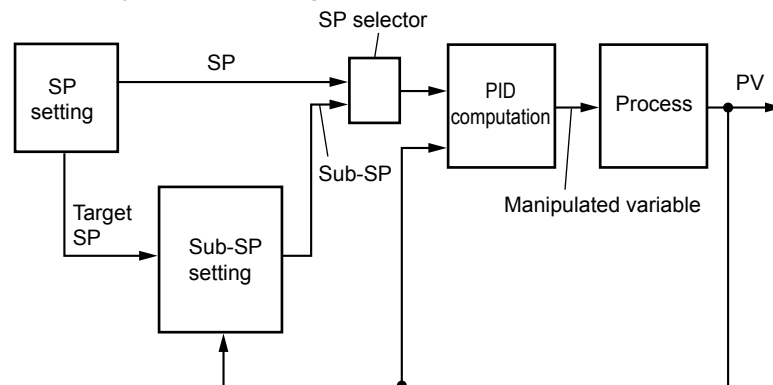 SP selector
SP
SP
setting
PID
computation
Process
PV
Sub-SP
Manipulated variable
Target
SP
Sub-SP
setting